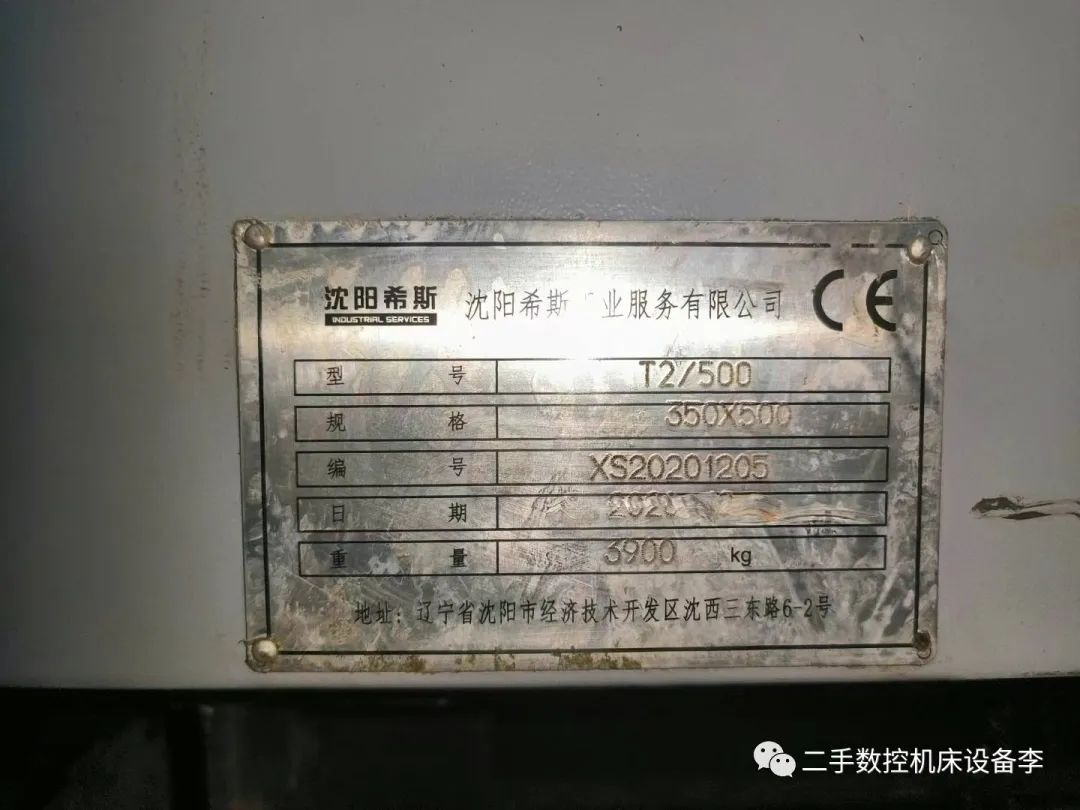 沈阳希斯 沈阳希斯 业服务有限公司 CE
INDUSTRIAL SERVICES
型号 T2/500
规格 350X500
编号 XS20201205
日期 2020
重量 3900 kg
地址：辽宁省沈阳市经济技术开发区沈西三东路6-2号
二手数控机床设备李